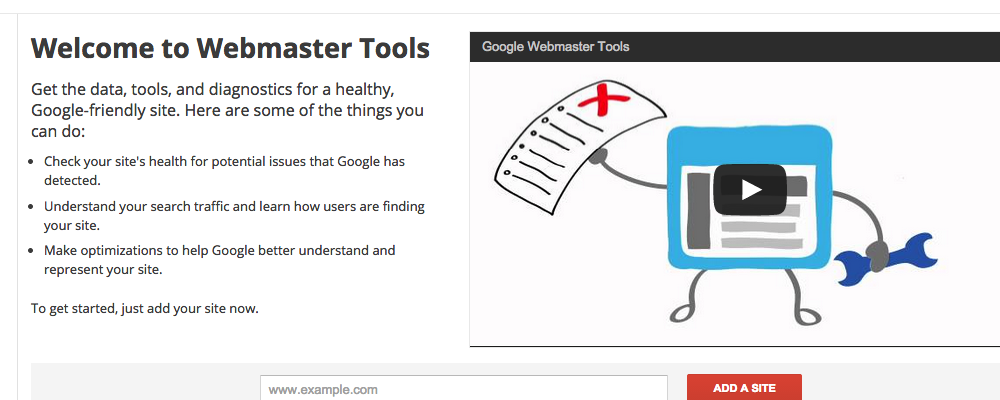 Welcome to Webmaster Tools
Get the data, tools, and diagnostics for a healthy,
Google-friendly site. Here are some of the things you
can do:
Check your site's health for potential issues that Google has
detected.
Understand your search traffic and learn how users are finding
your site.
Make optimizations to help Google better understand and
represent your site.
To get started, just add your site now.
Google Webmaster Tools
www.example.com
ADD A SITE